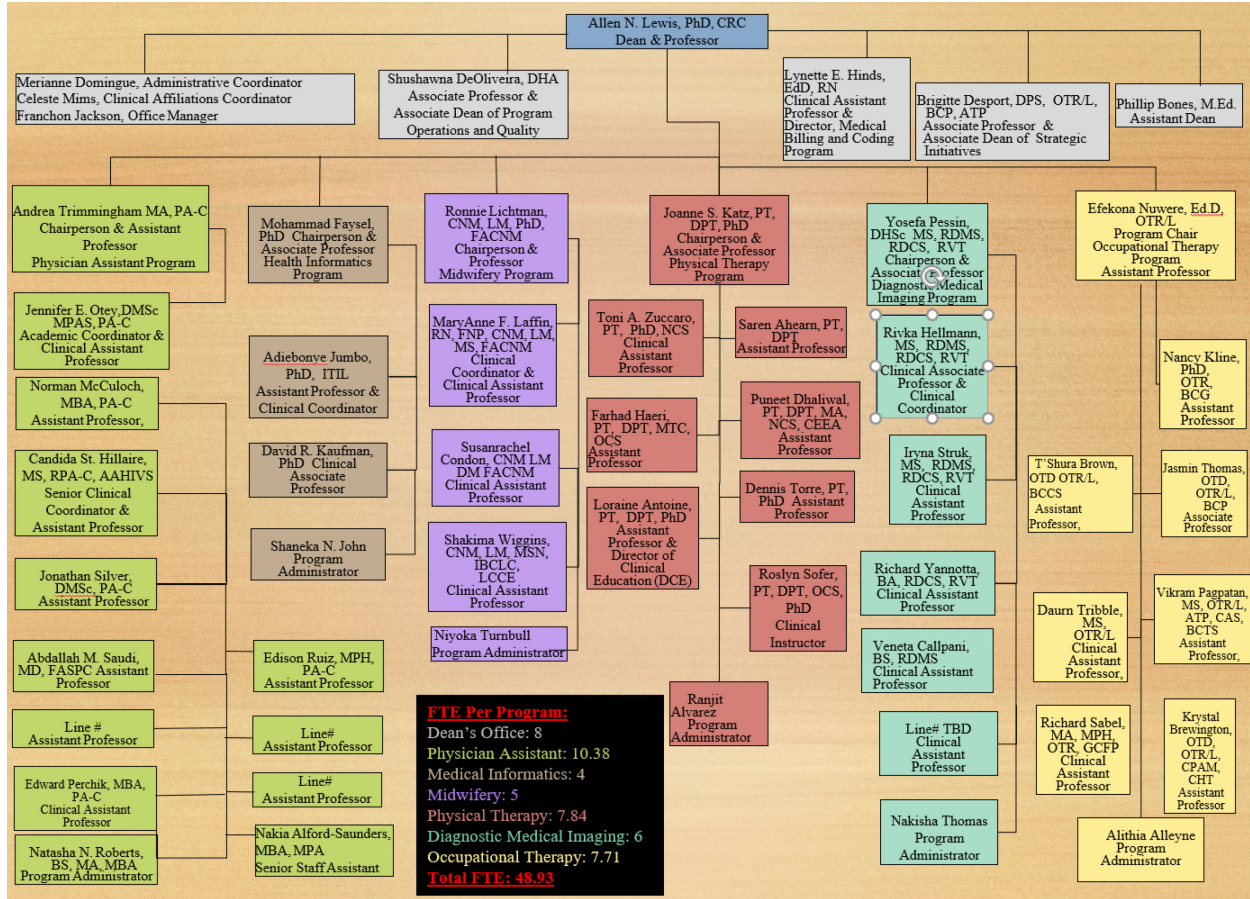 Allen N. Lewis, PhD, CRC
Dean & Professor
Merianne Domingue, Administrative Coordinator
Celeste Mims, Clinical Affiliations Coordinator
Franchon Jackson, Office Manager
Shushawna DeOliveira, DHA
Associate Professor &
Associate Dean of Program
Operations and Quality
Lynette E. Hinds,
EdD, RN
Clinical Assistant
Professor &
Director, Medical
Billing and Coding
Program
Brigitte Desport, DPS, OTR/L,
BCP, ATP
Associate Professor &
Associate Dean of Strategic
Initiatives
Phillip Bones, M.Ed.
Assistant Dean
Andrea Trimmingham MA, PA-C
Chairperson & Assistant
Professor
Physician Assistant Program
Jennifer E. Otey,DMSc
MPAS, PA-C
Academic Coordinator &
Clinical Assistant
Professor
Norman McCuloch,
MBA, PA-C
Assistant Professor,
Candida St. Hillaire,
MS, RPA-C, AAHIVS
Senior Clinical
Coordinator &
Assistant Professor
Jonathan Silver,
DMSc, PA-C
Assistant Professor
Abdallah M. Saudi,
MD, FASPC Assistant
Professor
Line #
Assistant Professor
Edward Perchik, MBA,
PA-C
Clinical Assistant
Professor
Natasha N. Roberts,
BS, MA, MBA
Program Administrator
Edison Ruiz, MPH,
PA-C
Assistant Professor
Line#
Assistant Professor
Line#
Assistant Professor
Nakia Alford-Saunders,
MBA, MPA
Senior Staff Assistant
Mohammad Faysel,
PhD Chairperson &
Associate Professor
Health Informatics
Program
Adiebonye Jumbo,
PhD, ITIL
Assistant Professor &
Clinical Coordinator
David R. Kaufman,
PhD Clinical
Associate
Professor
Shaneka N. John
Program
Administrator
Ronnie Lichtman,
CNM, LM, PhD,
FACNM
Chairperson &
Professor
Midwifery Program
MaryAnne F. Laffin,
RN, FNP, CNM, LM,
MS, FACNM
Clinical
Coordinator &
Clinical Assistant
Professor
Susanrachel
Condon, CNM LM
DM FACNM
Clinical Assistant
Professor
Shakima Wiggins,
CNM, LM, MSN,
IBCLC,
LCCE
Clinical Assistant
Professor
Niyoka Turnbull
Program Administrator
Joanne S. Katz, PT,
DPT, PhD
Chairperson &
Associate Professor
Physical Therapy
Program
Toni A. Zuccaro,
PT, PhD, NCS
Clinical
Assistant
Professor
Saren Ahearn, PT,
DPT
Assistant Professor
Farhad Haeri,
PT, DPT, MTC,
OCS
Assistant
Professor
Puneet Dhaliwal,
PT, DPT, MA,
NCS, CEEA
Assistant
Professor
Loraine Antoine,
PT, DPT, PhD
Assistant
Professor &
Director of
Clinical
Education (DCE)
Dennis Torre, PT,
PhD Assistant
Professor
Roslyn Sofer,
PT, DPT, OCS,
PhD
Clinical
Instructor
Ranjit
Alvarez Program
Administrator
Yosefa Pessin,
DHSc MS, RDMS,
RDCS, RVT
Chairperson &
Associate Professor
Diagnostic Medical
Imaging Program
Rivka Hellmann,
MS, RDMS,
RDCS, RVT
Clinical Associate
Professor &
Clinical
Coordinator
Iryna Struk,
MS, RDMS,
RDCS, RVT
Clinical
Assistant
Professor
Richard Yannotta,
BA, RDCS, RVT
Clinical Assistant
Professor
Veneta Callpani,
BS, RDMS
Clinical Assistant
Professor
Line# TBD
Clinical
Assistant
Professor
Nakisha Thomas
Program
Administrator
Efekona Nuwere, Ed.D,
OTR/L
Program Chair
Occupational Therapy
Program
Assistant Professor
Nancy Kline,
PhD,
OTR,
BCG
Assistant
Professor
T'Shura Brown,
OTD OTR/L,
BCCS
Assistant
Professor,
Jasmin Thomas,
OTD,
OTR/L,
BCP
Associate
Professor
Daurn Tribble,
MS,
OTR/L
Clinical
Assistant
Professor,
Vikram Pagpatan,
MS, OTR/L,
ATP, CAS,
BCTS
Assistant
Professor,
Richard Sabel,
MA, MPH,
OTR, GCFP
Clinical
Assistant
Professor
Krystal
Brewington,
OTD,
OTR/L,
CPAM,
CHT
Assistant
Professor
Alithia Alleyne
Program
Administrator
FTE Per Program:
Dean's Office: 8
Physician Assistant: 10.38
Medical Informatics: 4
Midwifery: 5
Physical Therapy: 7.84
Diagnostic Medical Imaging: 6
Occupational Therapy: 7.71
Total FTE: 48.93